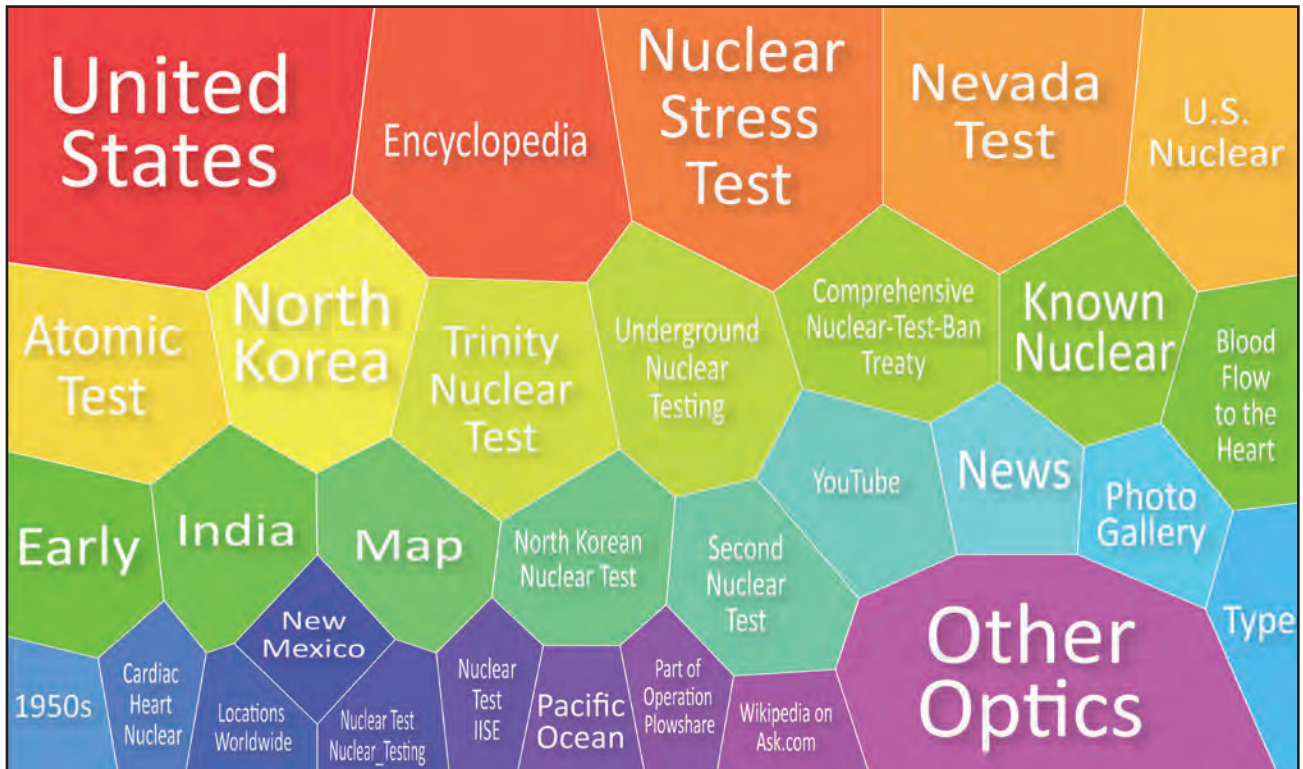 United
States
Encyclopedia
Nuclear
Stress
Test
Nevada
Test
U.S.
Nuclear
Atomic
Test
North
Korea
Trinity
Nuclear
Test
Underground
Nuclear
Testing
Comprehensive
Nuclear-Test-Ban
Treaty
Known
Nuclear
Blood
Flow
to the
Heart
Early
India
Map
North Korean
Nuclear Test
Second
Nuclear
Test
YouTube
News
Photo
Gallery
Type
1950s
Cardiac
Heart
Nuclear
Locations
Worldwide
New
Mexico
Nuclear Test
Nuclear_Testing
Nuclear
Test
IISE
Pacific
Ocean
Part of
Operation
Plowshare
Wikipedia on
Ask.com
Other
Optics